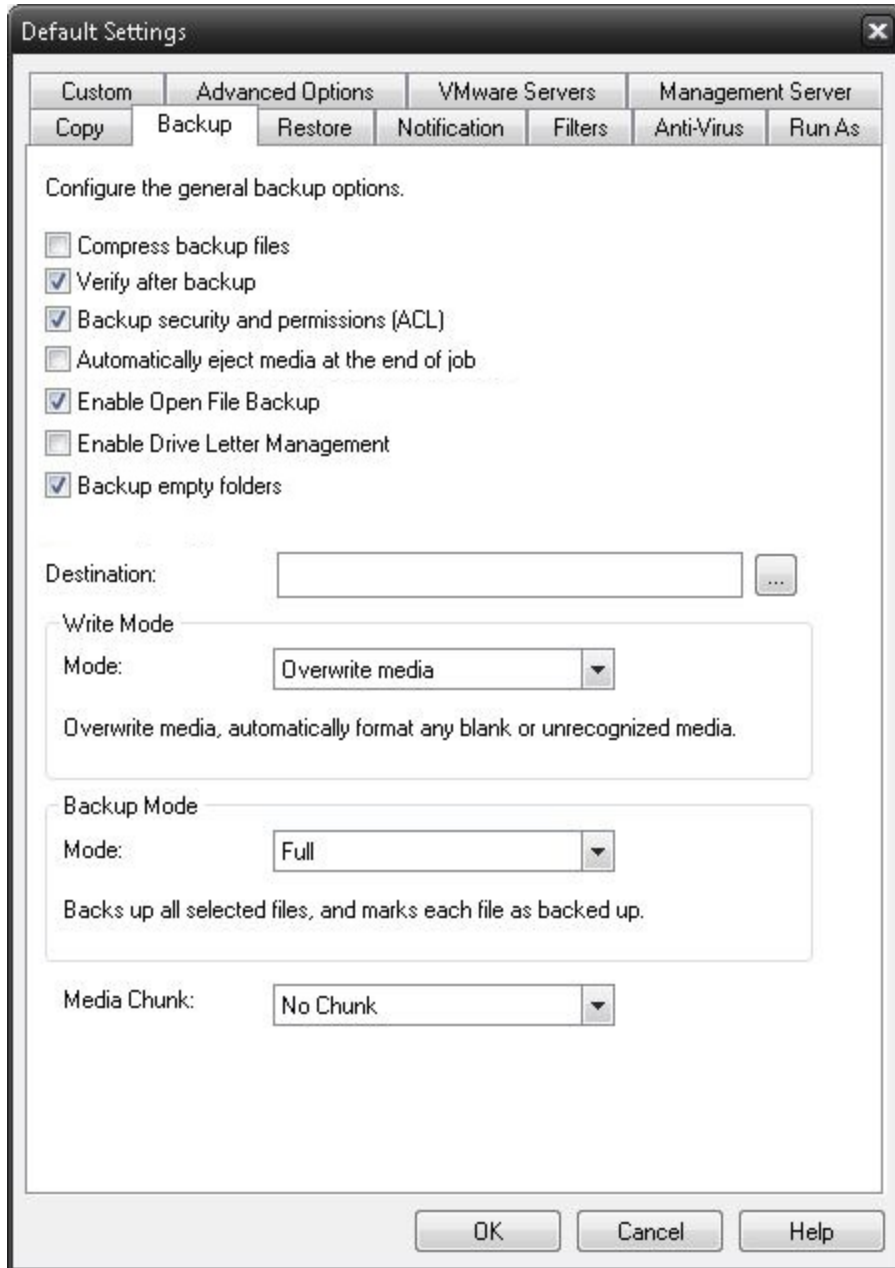 Default Settings
Custom Advanced Options VMware Servers Management Server
Copy Backup Restore Notification Filters Anti-Virus Run As
Configure the general backup options.
Compress backup files
Verify after backup
Backup security and permissions (ACL)
Automatically eject media at the end of job
Enable Open File Backup
Enable Drive Letter Management
Backup empty folders
Destination: ...
Write Mode
Mode: Overwrite media
Overwrite media, automatically format any blank or unrecognized media.
Backup Mode
Mode: Full
Backs up all selected files, and marks each file as backed up.
Media Chunk: No Chunk
OK Cancel Help